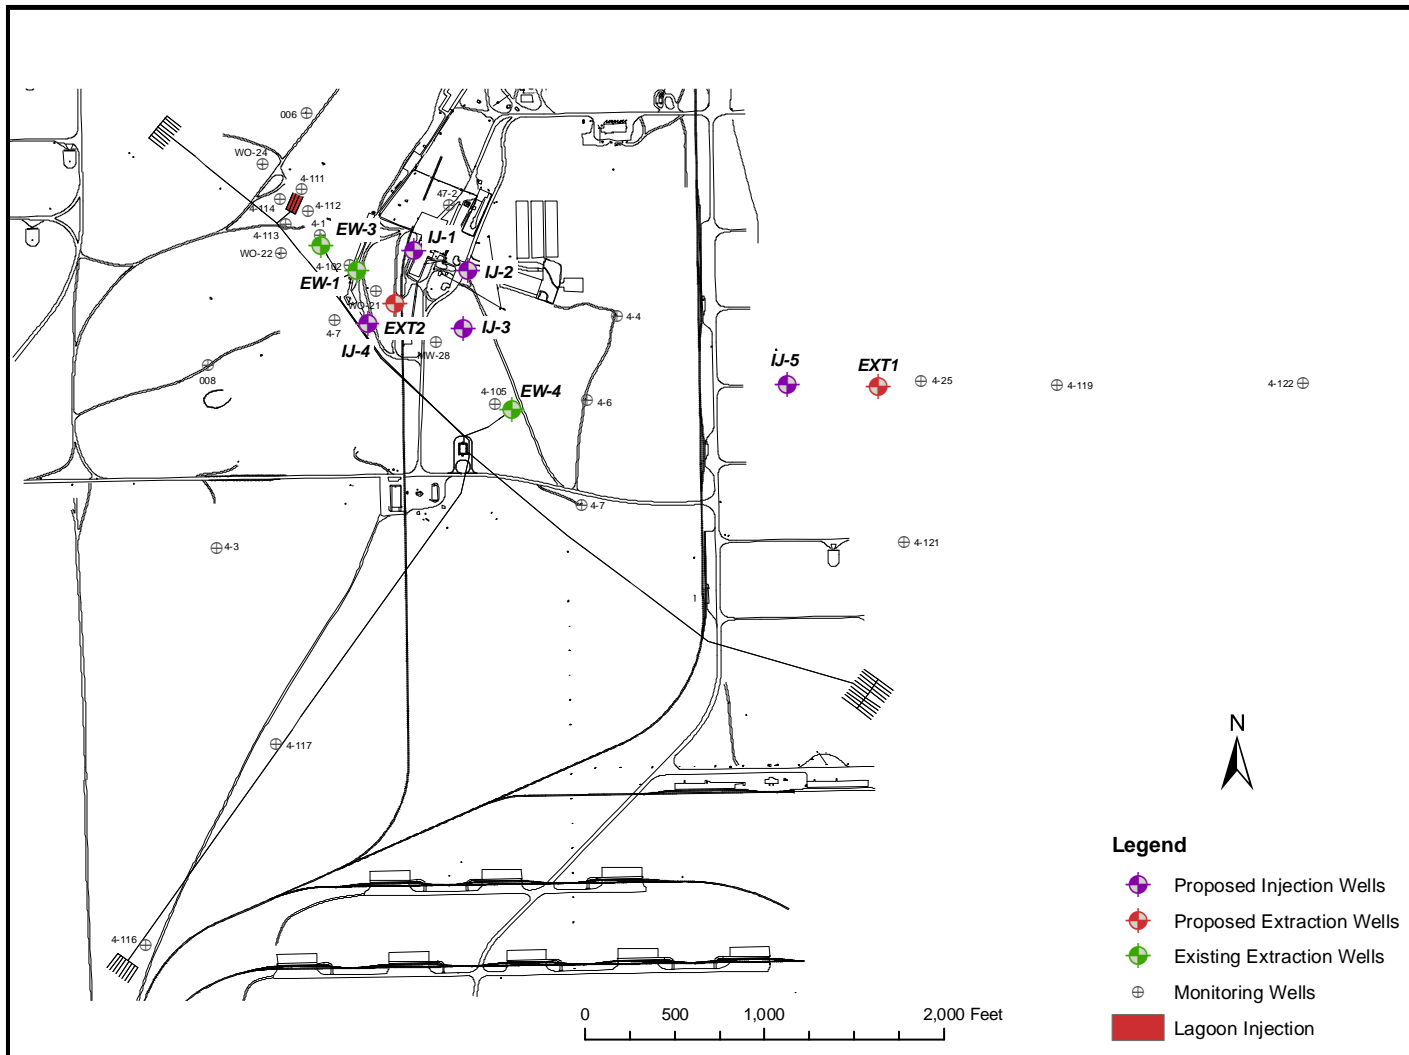 006
WO-24
4-111
4-114
4-112
4-113
4-1
WO-22
4-102
47-2
EW-3
IJ-1
EW-1
IJ-2
WO-21
EXT2
IJ-3
4-7
IJ-4
MW-28
4-4
008
IJ-5
EXT1
4-25
4-119
4-122
4-105
EW-4
4-6
4-7
4-3
4-121
4-117
4-116
N
Legend
Proposed Injection Wells
Proposed Extraction Wells
Existing Extraction Wells
Monitoring Wells
Lagoon Injection
0 500 1,000 2,000 Feet